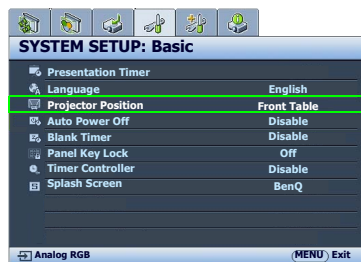 SYSTEM SETUP: Basic
Presentation Timer
Language English
Projector Position Front Table
Auto Power Off Disable
Blank Timer Disable
Panel Key Lock Off
Timer Controller Disable
Splash Screen BenQ
Analog RGB MENU Exit